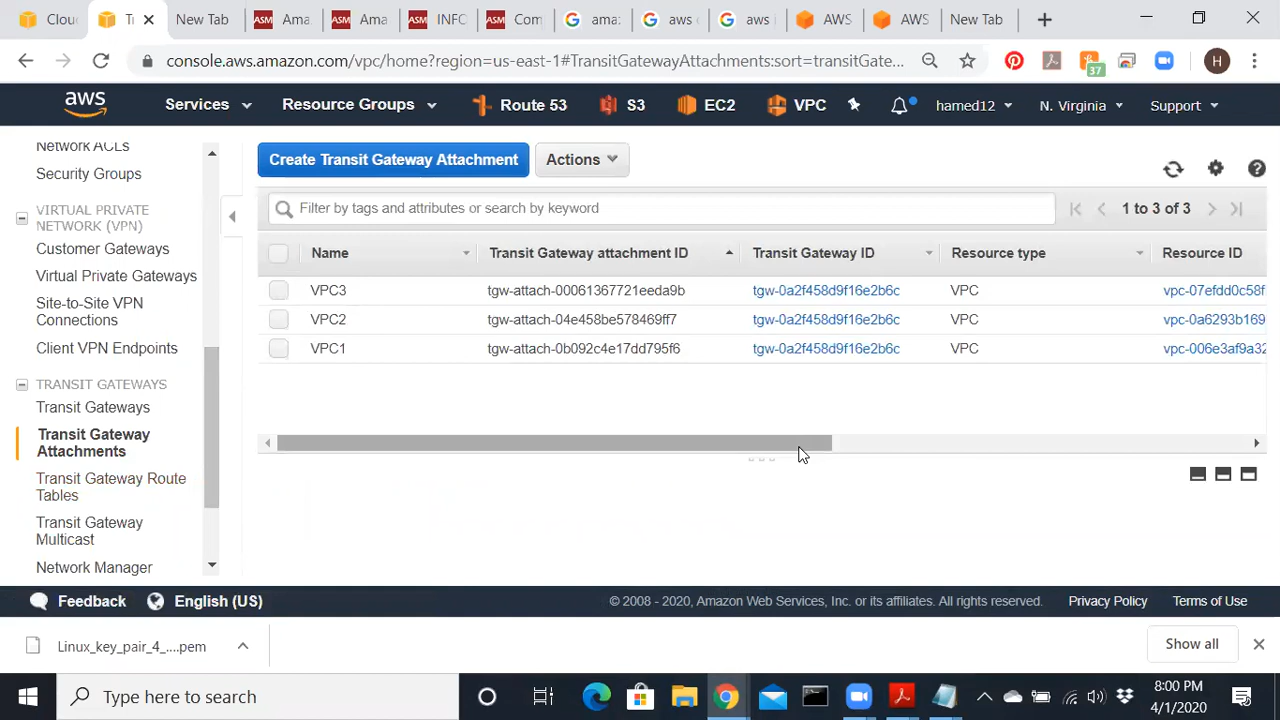 Cloud
Tr
New Tab
Ama
Ama
INFO
Com
amaz
aws
aws
AWS
AWS
New Tab
console.aws.amazon.com/vpc/home?region=us-east-1#TransitGatewayAttachments:sort=transitGate...
37
H
aws
Services
Resource Groups
Route 53
S3
EC2
VPC
hamed12
N. Virginia
Support
Network ACLs
Security Groups
VIRTUAL PRIVATE
NETWORK (VPN)
Customer Gateways
Virtual Private Gateways
Site-to-Site VPN
Connections
Client VPN Endpoints
TRANSIT GATEWAYS
Transit Gateways
Transit Gateway
Attachments
Transit Gateway Route
Tables
Transit Gateway
Multicast
Network Manager
Create Transit Gateway Attachment
Actions
Filter by tags and attributes or search by keyword
1 to 3 of 3
Name Transit Gateway attachment ID Transit Gateway ID Resource type Resource ID
VPC3 tgw-attach-00061367721eeda9b tgw-0a2f458d9f16e2b6c VPC vpc-07efdd0c58f
VPC2 tgw-attach-04e458be578469ff7 tgw-0a2f458d9f16e2b6c VPC vpc-0a6293b169
VPC1 tgw-attach-0b092c4e17dd795f6 tgw-0a2f458d9f16e2b6c VPC vpc-006e3af9a32
Feedback
English (US)
© 2008 - 2020, Amazon Web Services, Inc. or its affiliates. All rights reserved.
Privacy Policy
Terms of Use
Linux_key_pair_4_....pem
Show all
Type here to search
8:00 PM
4/1/2020